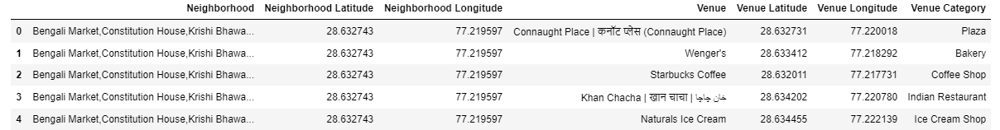 Neighborhood Neighborhood Latitude Neighborhood Longitude Venue Venue Latitude Venue Longitude Venue Category
0 Bengali Market,Constitution House,Krishi Bhawa... 28.632743 77.219597 Connaught Place | कनॉट प्लेस (Connaught Place) 28.632731 77.220018 Plaza
1 Bengali Market,Constitution House,Krishi Bhawa... 28.632743 77.219597 Wenger's 28.633412 77.218292 Bakery
2 Bengali Market,Constitution House,Krishi Bhawa... 28.632743 77.219597 Starbucks Coffee 28.632011 77.217731 Coffee Shop
3 Bengali Market,Constitution House,Krishi Bhawa... 28.632743 77.219597 Khan Chacha | खान चाचा | خان چاچا 28.634202 77.220780 Indian Restaurant
4 Bengali Market,Constitution House,Krishi Bhawa... 28.632743 77.219597 Naturals Ice Cream 28.634455 77.222139 Ice Cream Shop